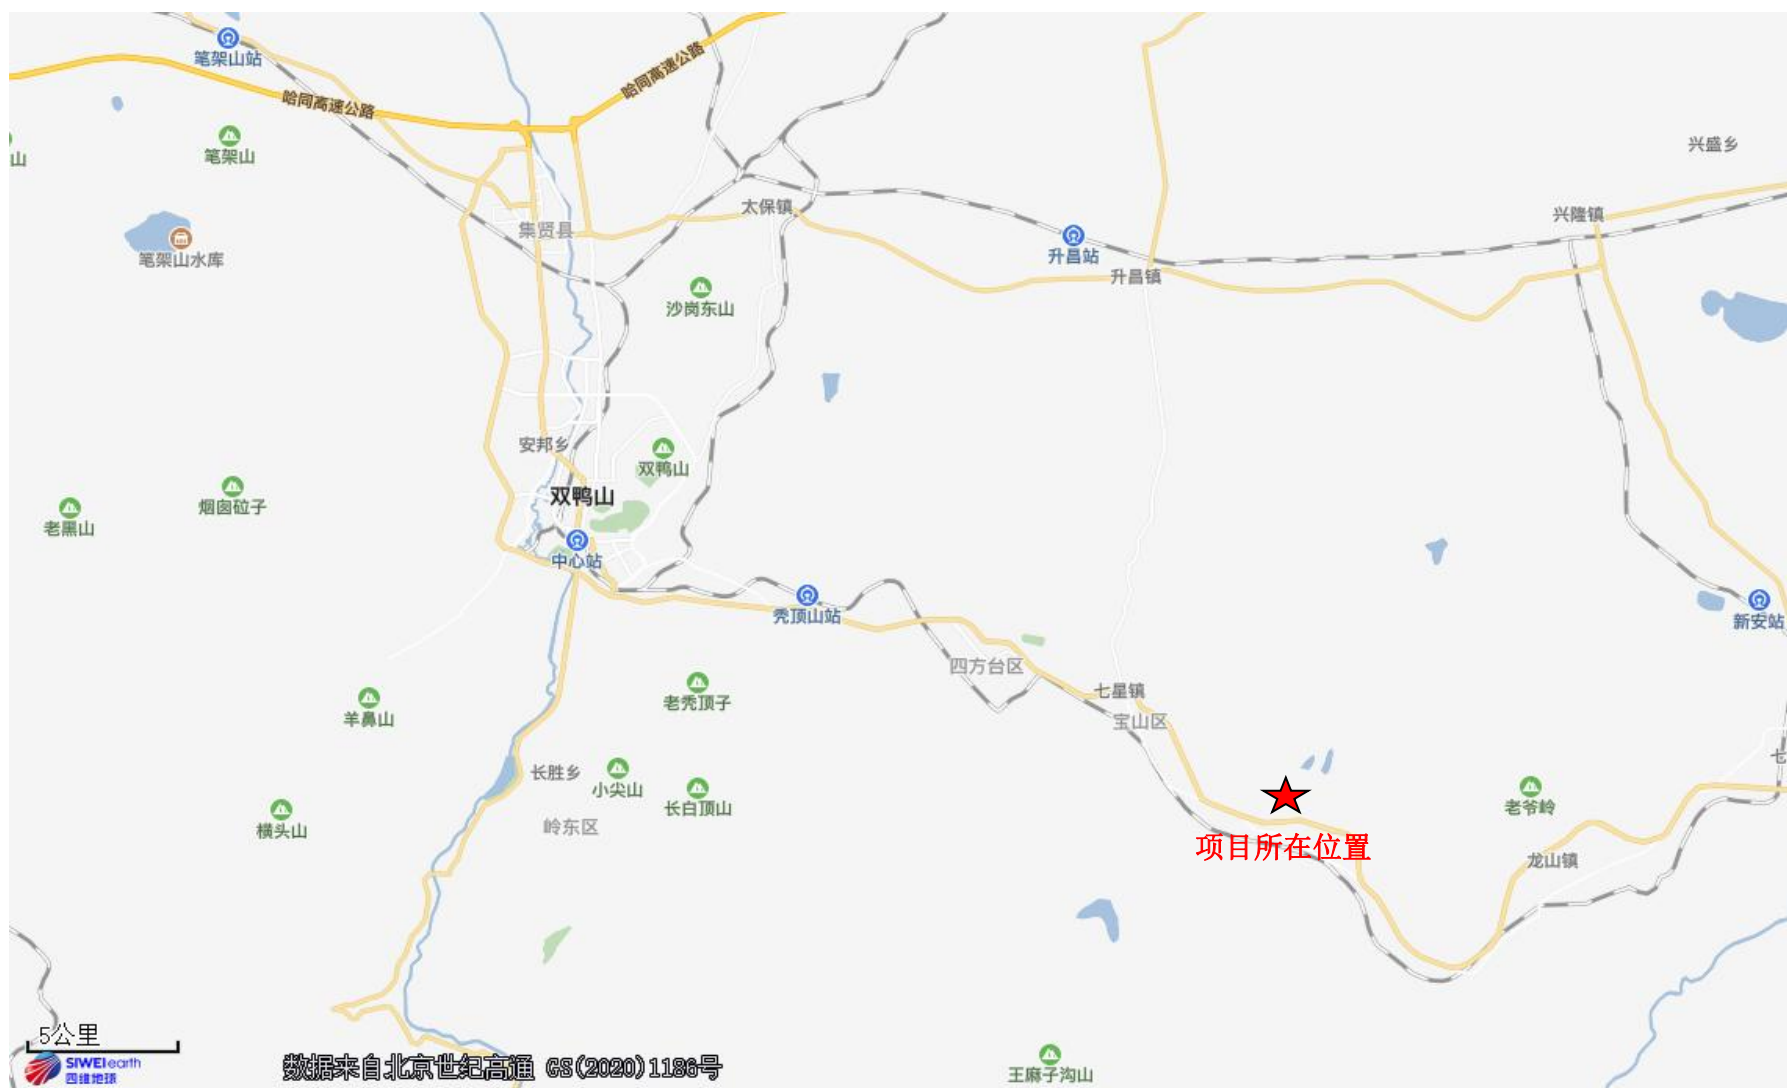 笔架山站
哈同高速公路
哈同高速公路
山
笔架山
兴盛乡
太保镇
兴隆镇
集贤县
升昌站
笔架山水库
升昌镇
沙岗东山
安邦乡
双鸭山
双鸭山
烟囱砬子
老黑山
中心站
秃顶山站
新安站
四方台区
七星镇
老秃顶子
羊鼻山
宝山区
七
长胜乡
小尖山
长白顶山
老爷岭
横头山
岭东区
项目所在位置
龙山镇
5公里
SIWEI earth
四维地球
数据来自北京世纪高通 GS(2020)1186号
王麻子沟山